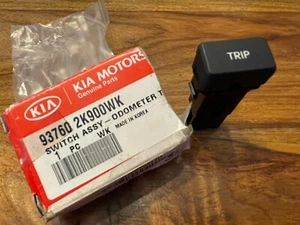 KIA MOTORS
Genuine Parts
KIA
93760 2K900WK
SWITCH ASSY-ODOMETER T
1 PC WK MADE IN KOREA
TRIP